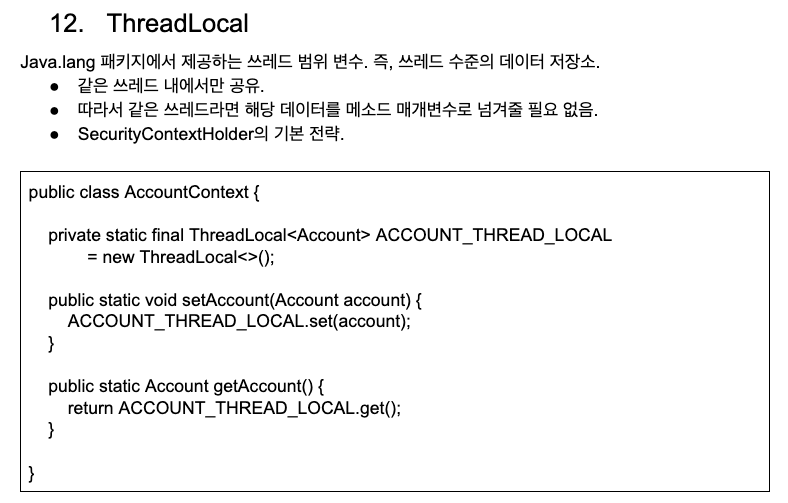 12. ThreadLocal
Java.lang 패키지에서 제공하는 쓰레드 범위 변수. 즉, 쓰레드 수준의 데이터 저장소.
● 같은 쓰레드 내에서만 공유.
● 따라서 같은 쓰레드라면 해당 데이터를 메소드 매개변수로 넘겨줄 필요 없음.
● SecurityContextHolder의 기본 전략.
public class AccountContext {
private static final ThreadLocal<Account> ACCOUNT_THREAD_LOCAL
= new ThreadLocal<>();
public static void setAccount(Account account) {
ACCOUNT_THREAD_LOCAL.set(account);
}
public static Account getAccount() {
return ACCOUNT_THREAD_LOCAL.get();
}
}